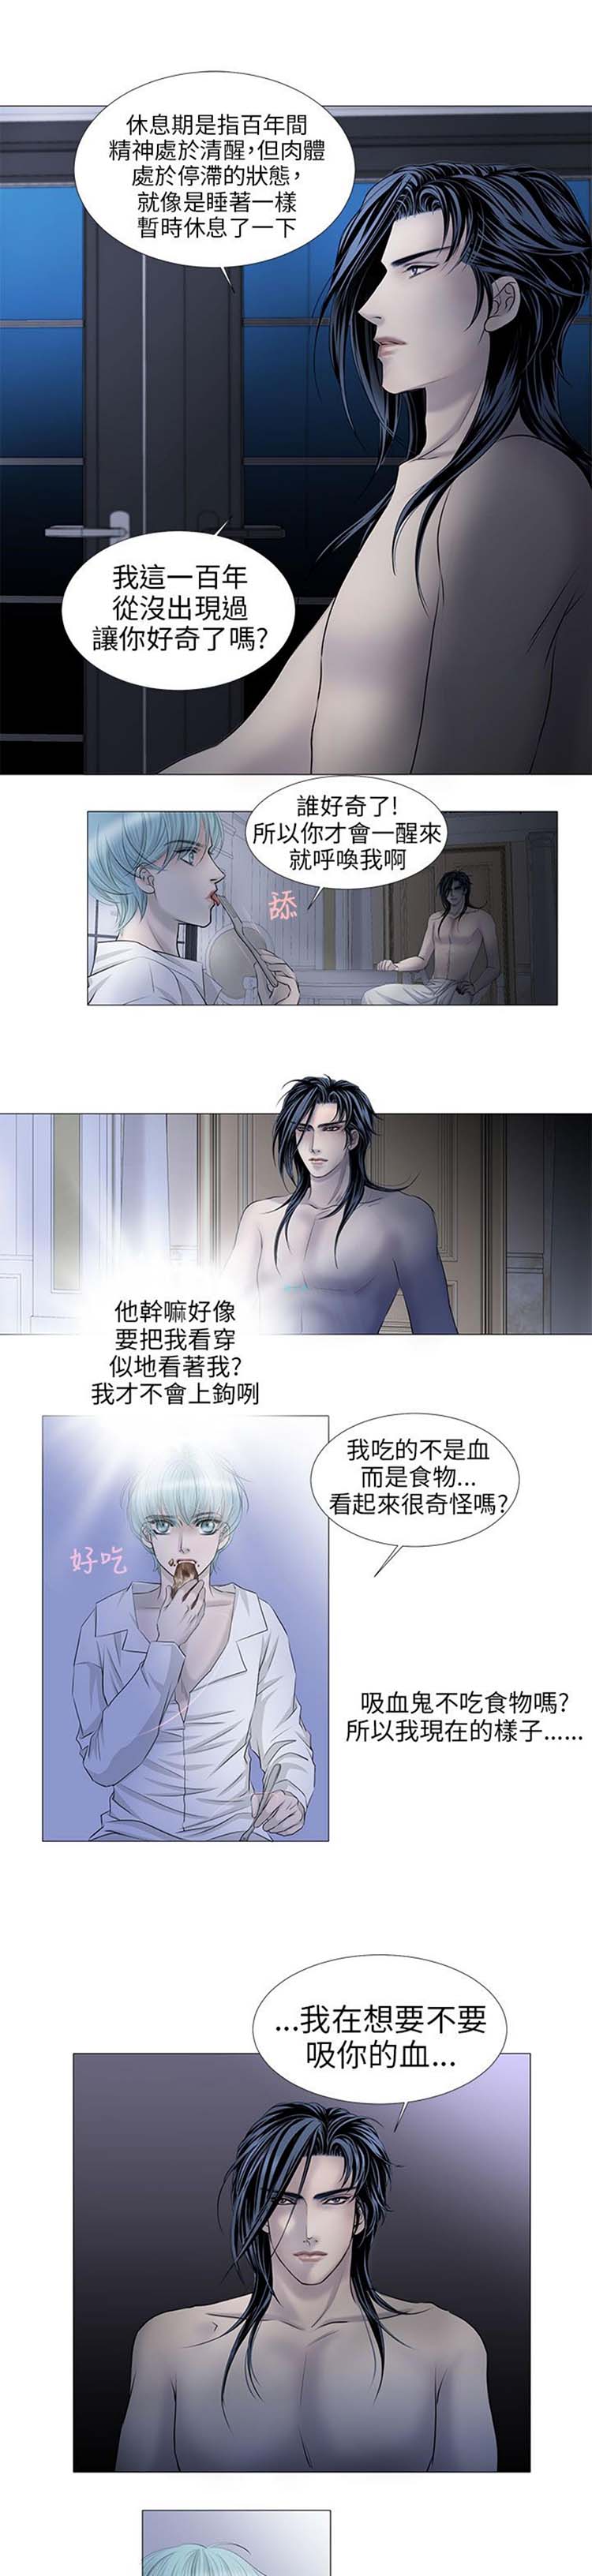 休息期是指百年間
精神處於清醒，但肉體
處於停滯的狀態，
就像是睡著一樣
暫時休息了一下
我這一百年
從沒出現過
讓你好奇了嗎?
誰好奇了!
所以你才會一醒來
就呼喚我啊
舔
他幹嘛好像
要把我看穿
似地看著我?
我才不會上鉤咧
我吃的不是血
而是食物...
看起來很奇怪嗎?
好吃
吸血鬼不吃食物嗎?
所以我現在的樣子......
...我在想要不要
吸你的血...